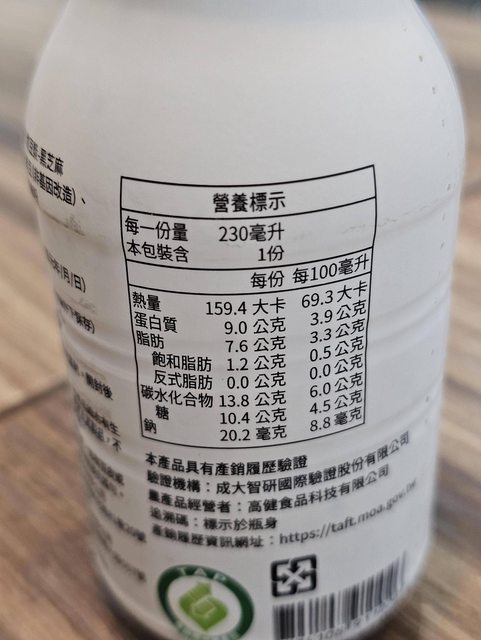 黑芝麻
基因改造)、
營養標示
每一份量 230毫升
本包裝含 1份
每份 每100毫升
熱量 159.4 大卡 69.3 大卡
蛋白質 9.0 公克 3.9 公克
脂肪 7.6 公克 3.3 公克
飽和脂肪 1.2 公克 0.5 公克
反式脂肪 0.0 公克 0.0 公克
碳水化合物 13.8 公克 6.0 公克
糖 10.4 公克 4.5 公克
鈉 20.2 毫克 8.8 毫克
本產品具有產銷履歷驗證
驗證機構：成大智研國際驗證股份有限公司
農產品經營者：高健食品科技有限公司
追溯碼：標示於瓶身
產銷履歷資訊網址：https://taft.moa.gov.tw
TAP